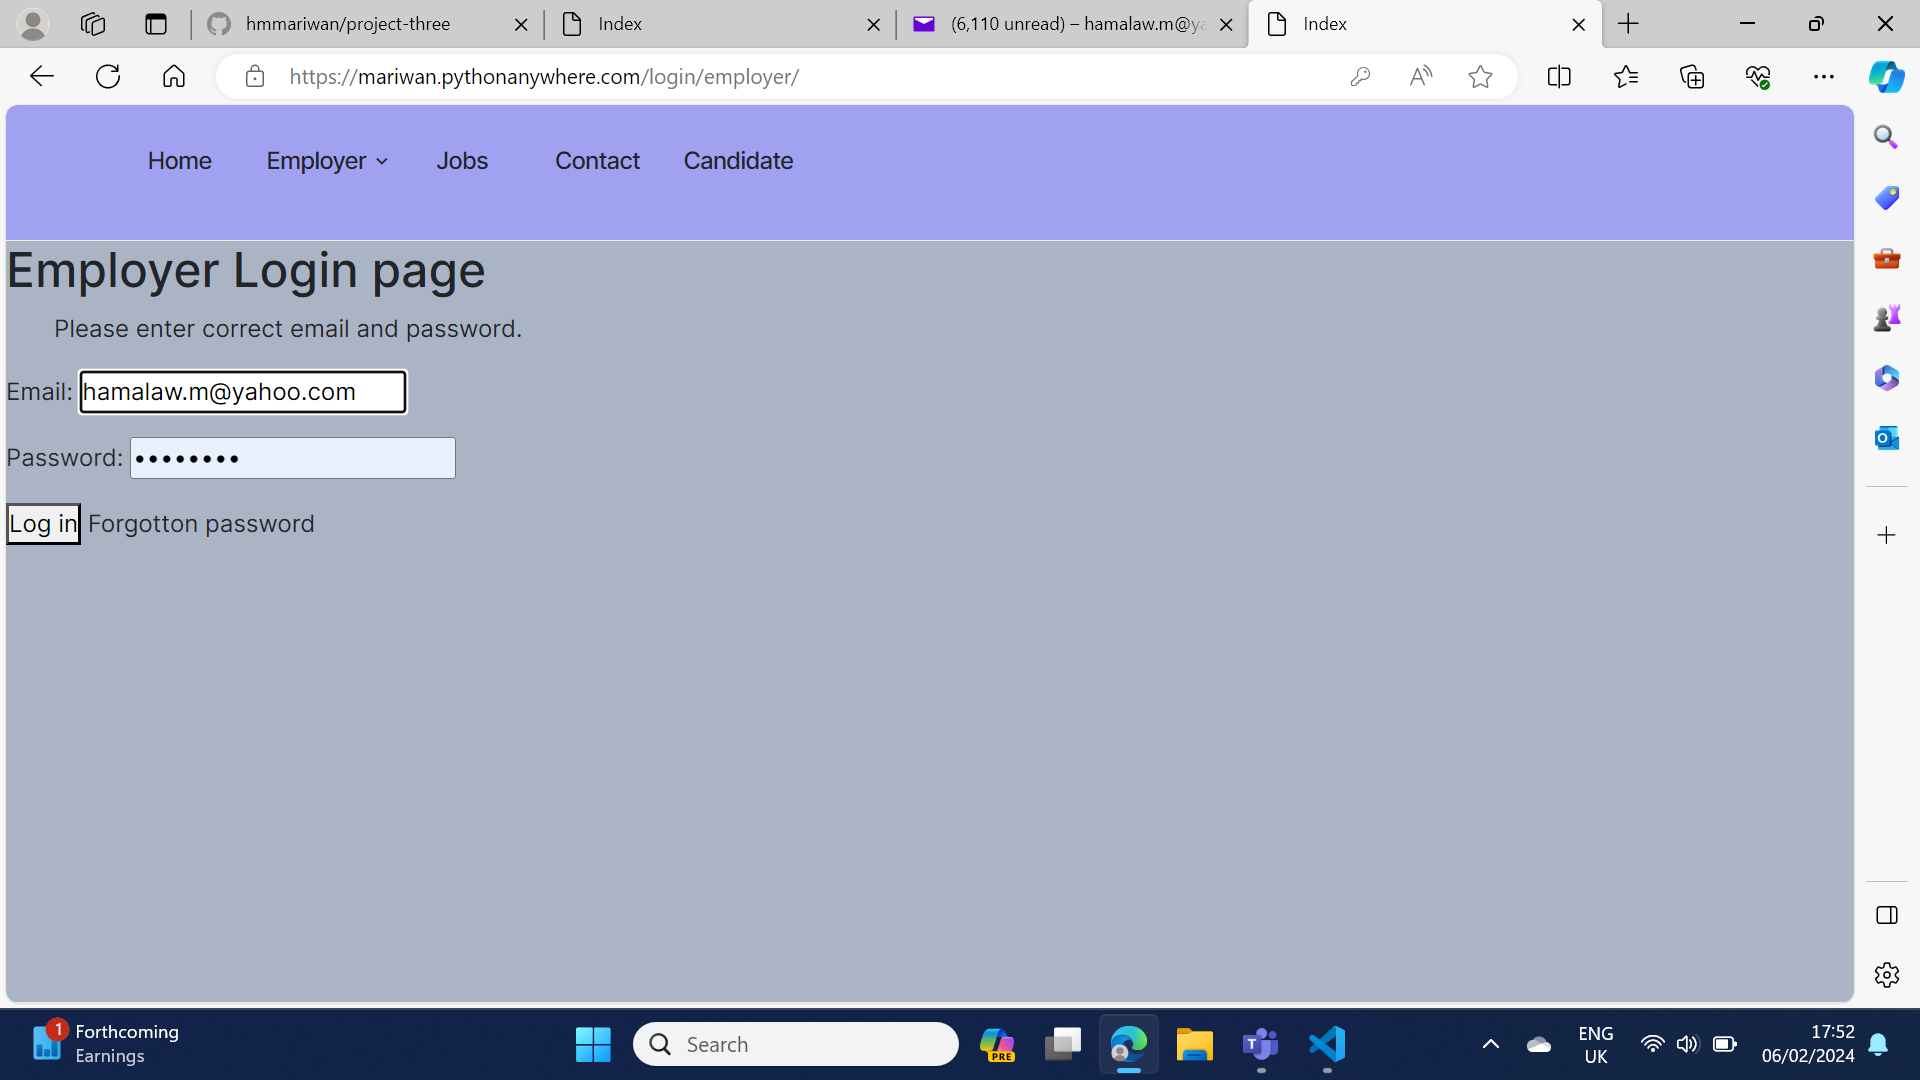 hmmariwan/project-three
Index
(6,110 unread) – hamalaw.m@ya
Index
https://mariwan.pythonanywhere.com/login/employer/
Home
Employer
Jobs
Contact
Candidate
Employer Login page
Please enter correct email and password.
Email: hamalaw.m@yahoo.com
Password: ••••••••
Log in Forgotton password
1
Forthcoming
Earnings
Search
PRE
T
ENG
UK
17:52
06/02/2024